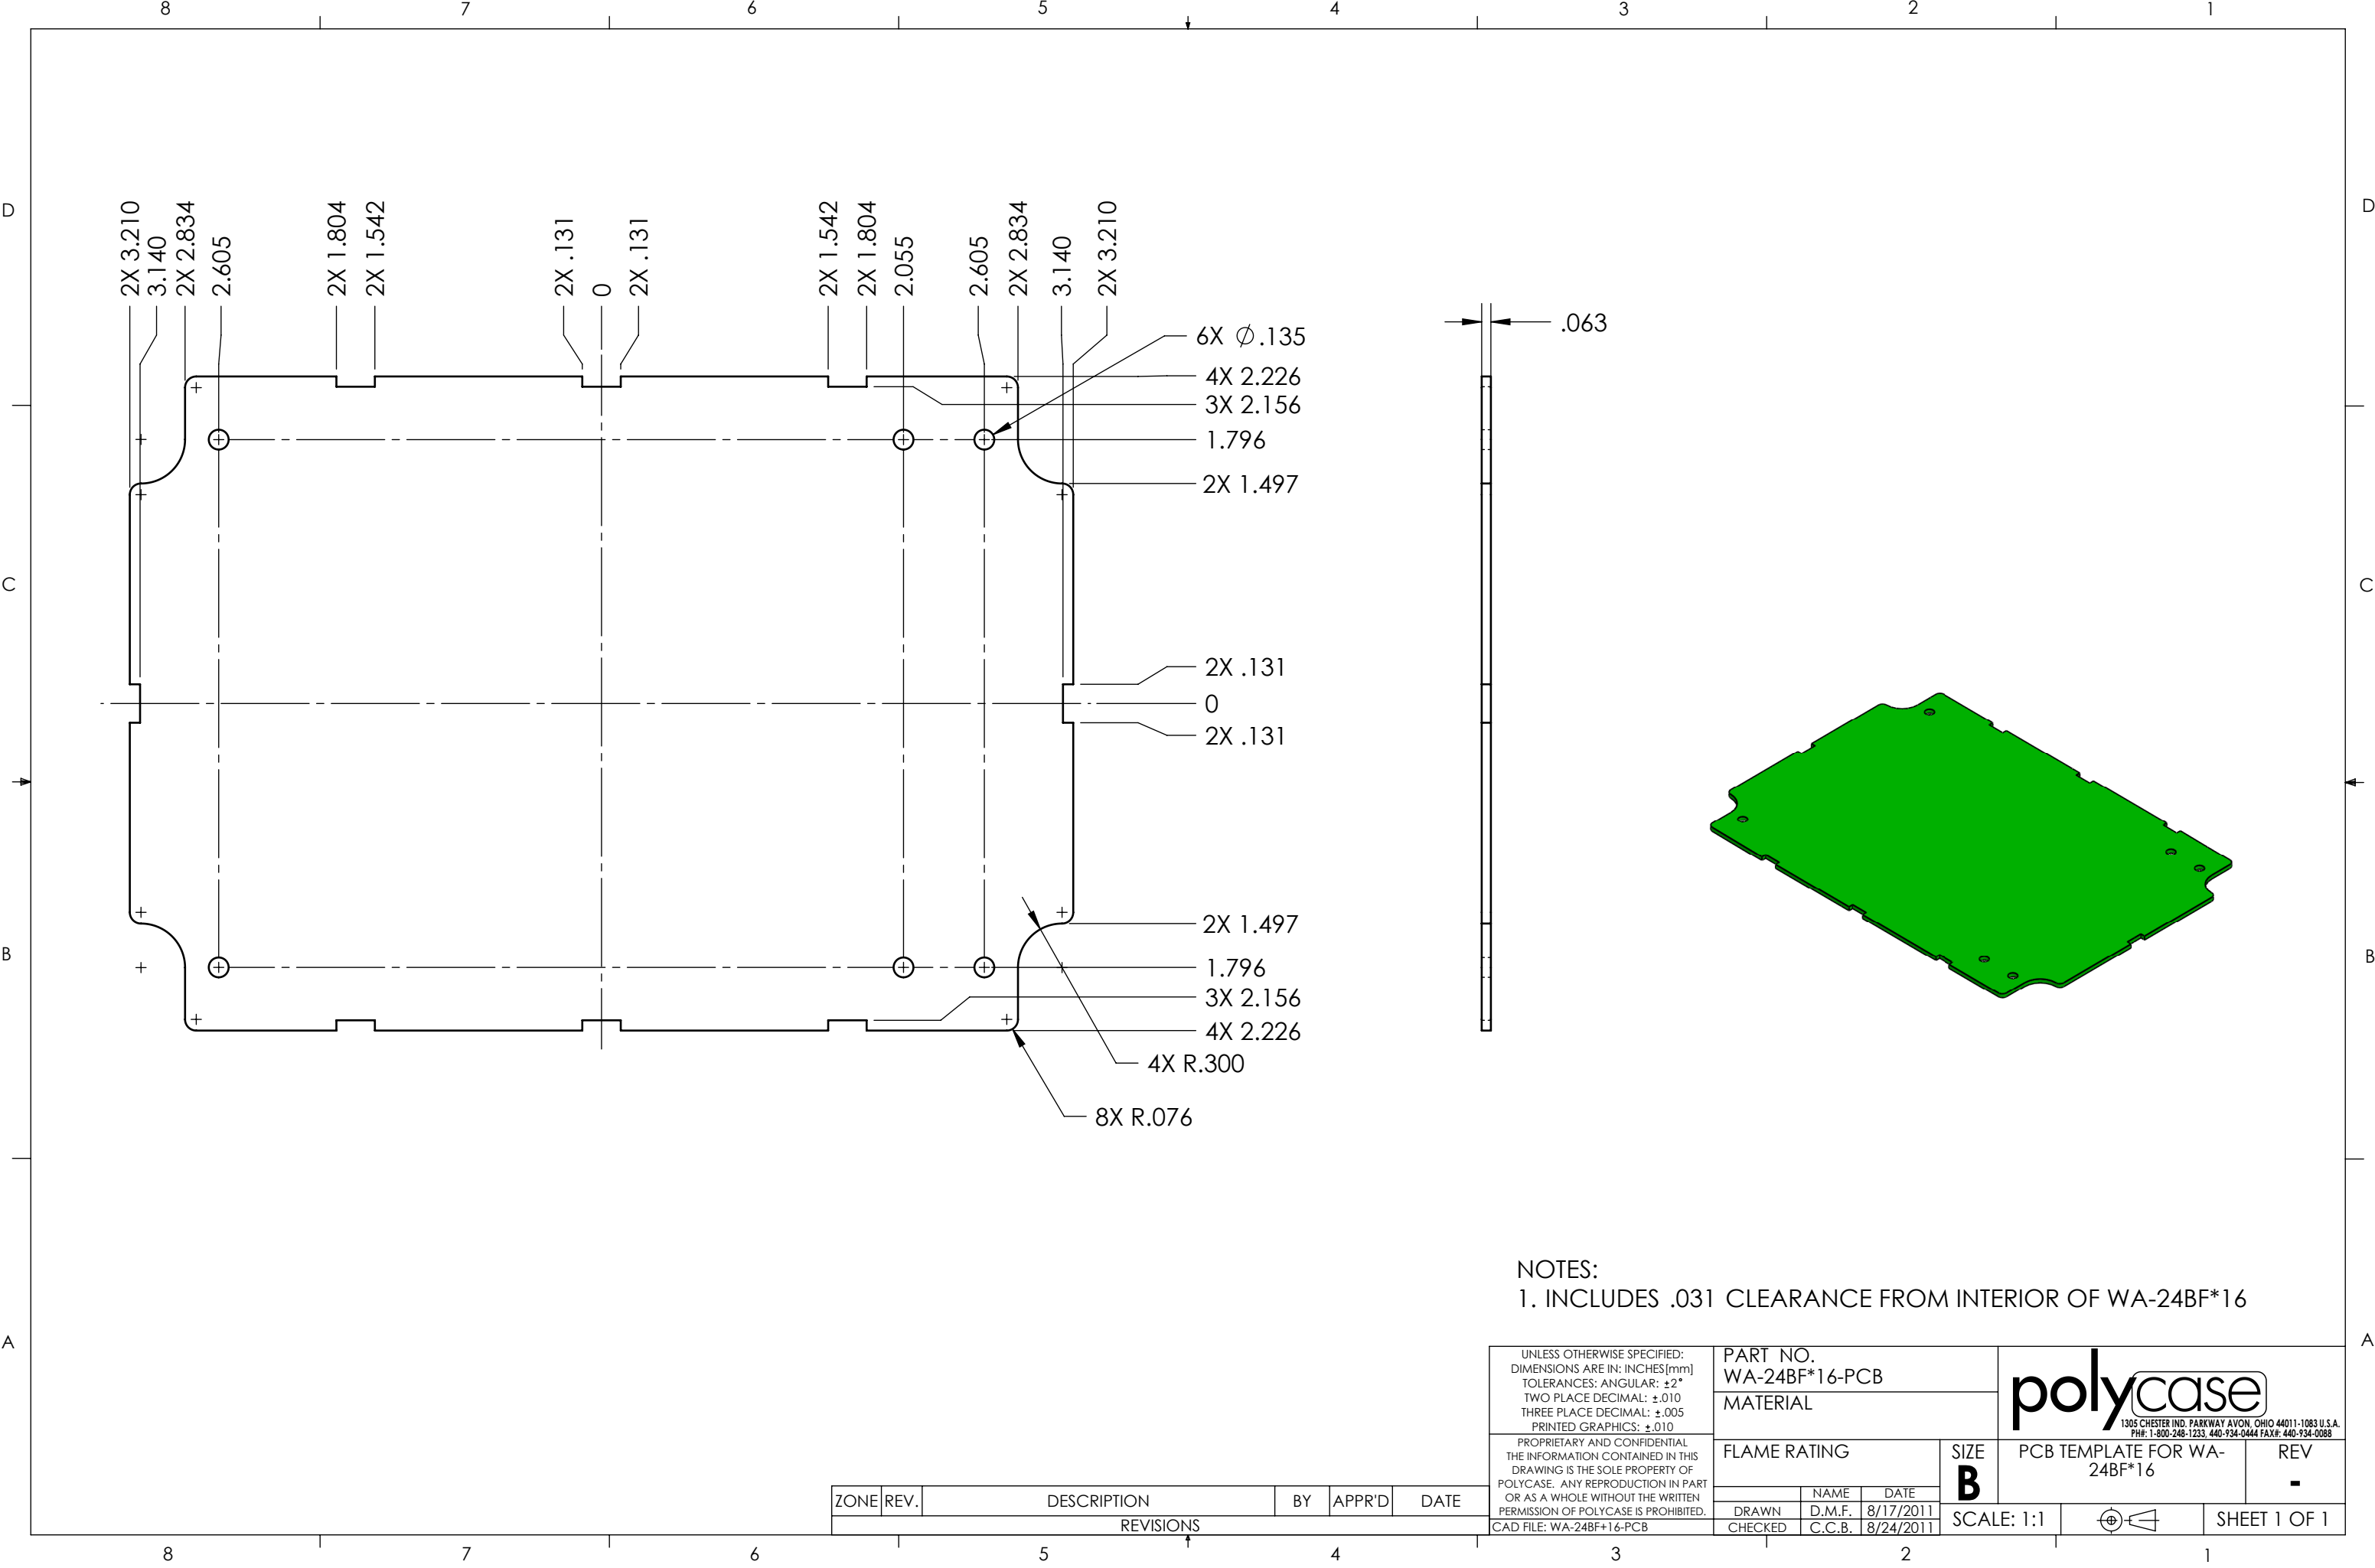 8 7 6 5 4 3 2 1
D D
2X 3.210
3.140
2X 2.834
2.605
2X 1.804
2X 1.542
2X .131
0
2X .131
2X 1.542
2X 1.804
2.055
2.605
2X 2.834
3.140
2X 3.210
6X Ø.135
.063
4X 2.226
3X 2.156
1.796
2X 1.497
C C
2X .131
0
2X .131
2X 1.497
B B
1.796
3X 2.156
4X 2.226
4X R.300
8X R.076
NOTES:
1. INCLUDES .031 CLEARANCE FROM INTERIOR OF WA-24BF*16
A A
UNLESS OTHERWISE SPECIFIED:
DIMENSIONS ARE IN: INCHES[mm]
TOLERANCES: ANGULAR: ±2°
TWO PLACE DECIMAL: ±.010
THREE PLACE DECIMAL: ±.005
PRINTED GRAPHICS: ±.010
PROPRIETARY AND CONFIDENTIAL
THE INFORMATION CONTAINED IN THIS
DRAWING IS THE SOLE PROPERTY OF
POLYCASE. ANY REPRODUCTION IN PART
OR AS A WHOLE WITHOUT THE WRITTEN
PERMISSION OF POLYCASE IS PROHIBITED.
CAD FILE: WA-24BF+16-PCB
PART NO.
WA-24BF*16-PCB
MATERIAL
FLAME RATING
NAME DATE
DRAWN D.M.F. 8/17/2011
CHECKED C.C.B. 8/24/2011
polycase
1305 CHESTER IND. PARKWAY AVON, OHIO 44011-1083 U.S.A.
PH#: 1-800-248-1233, 440-934-0444 FAX#: 440-934-0088
SIZE
B
PCB TEMPLATE FOR WA-
24BF*16
REV
-
SCALE: 1:1
SHEET 1 OF 1
ZONE REV. DESCRIPTION BY APPR'D DATE
REVISIONS
8 7 6 5 4 3 2 1